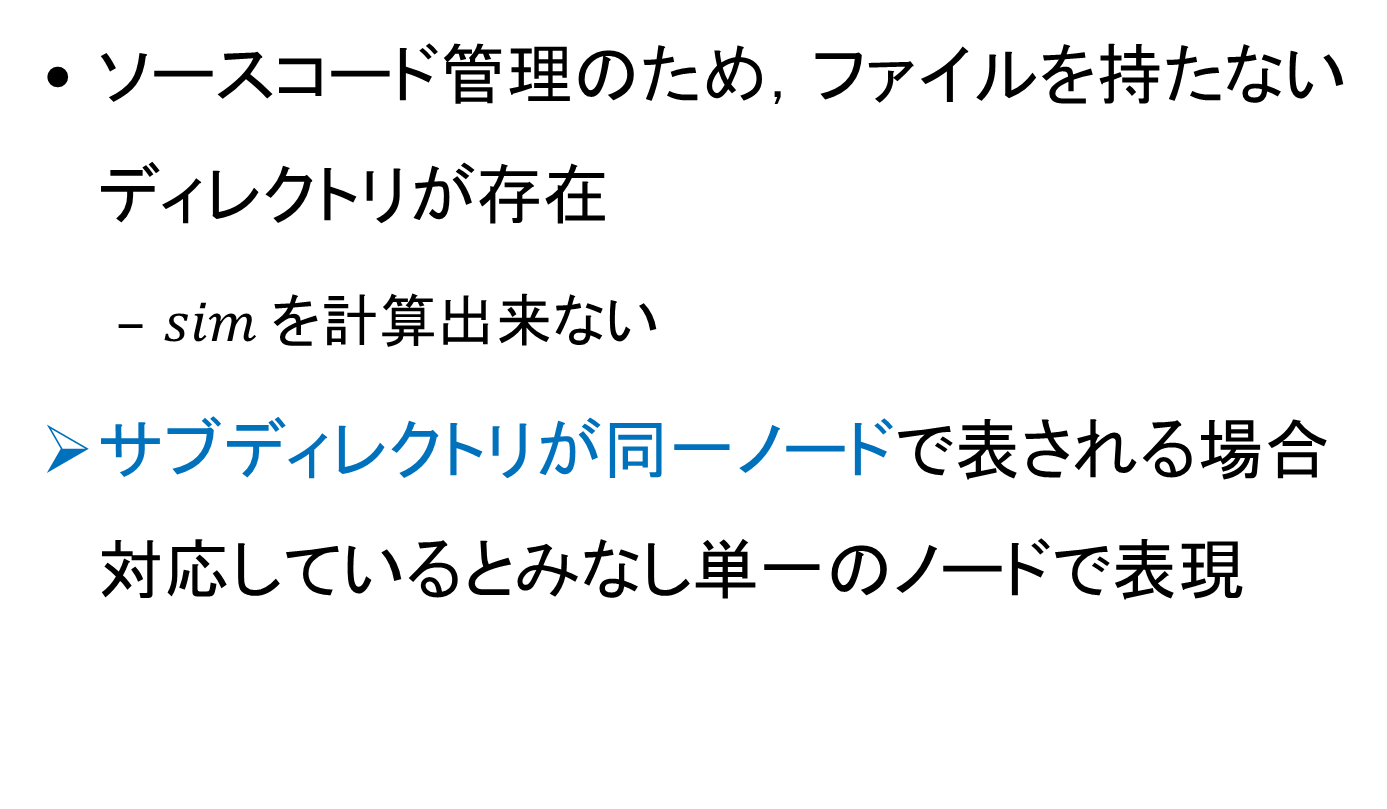 • ソースコード管理のため，ファイルを持たない
ディレクトリが存在
– sim を計算出来ない
➢サブディレクトリが同一ノードで表される場合
対応しているとみなし単一のノードで表現